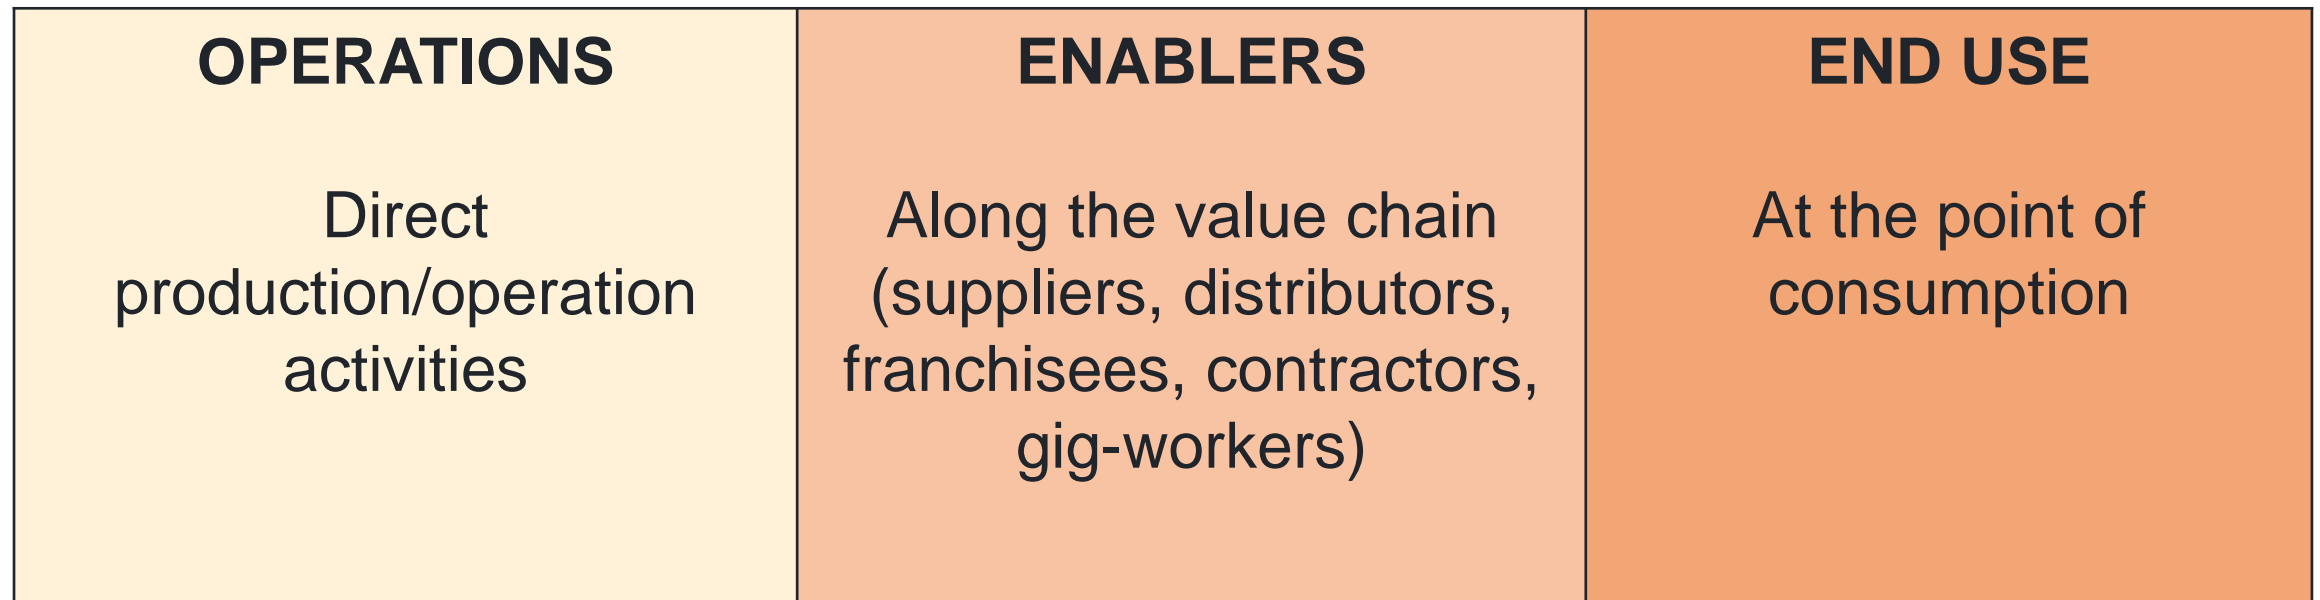 OPERATIONS
Direct
production/operation
activities
ENABLERS
Along the value chain
(suppliers, distributors,
franchisees, contractors,
gig-workers)
END USE
At the point of
consumption